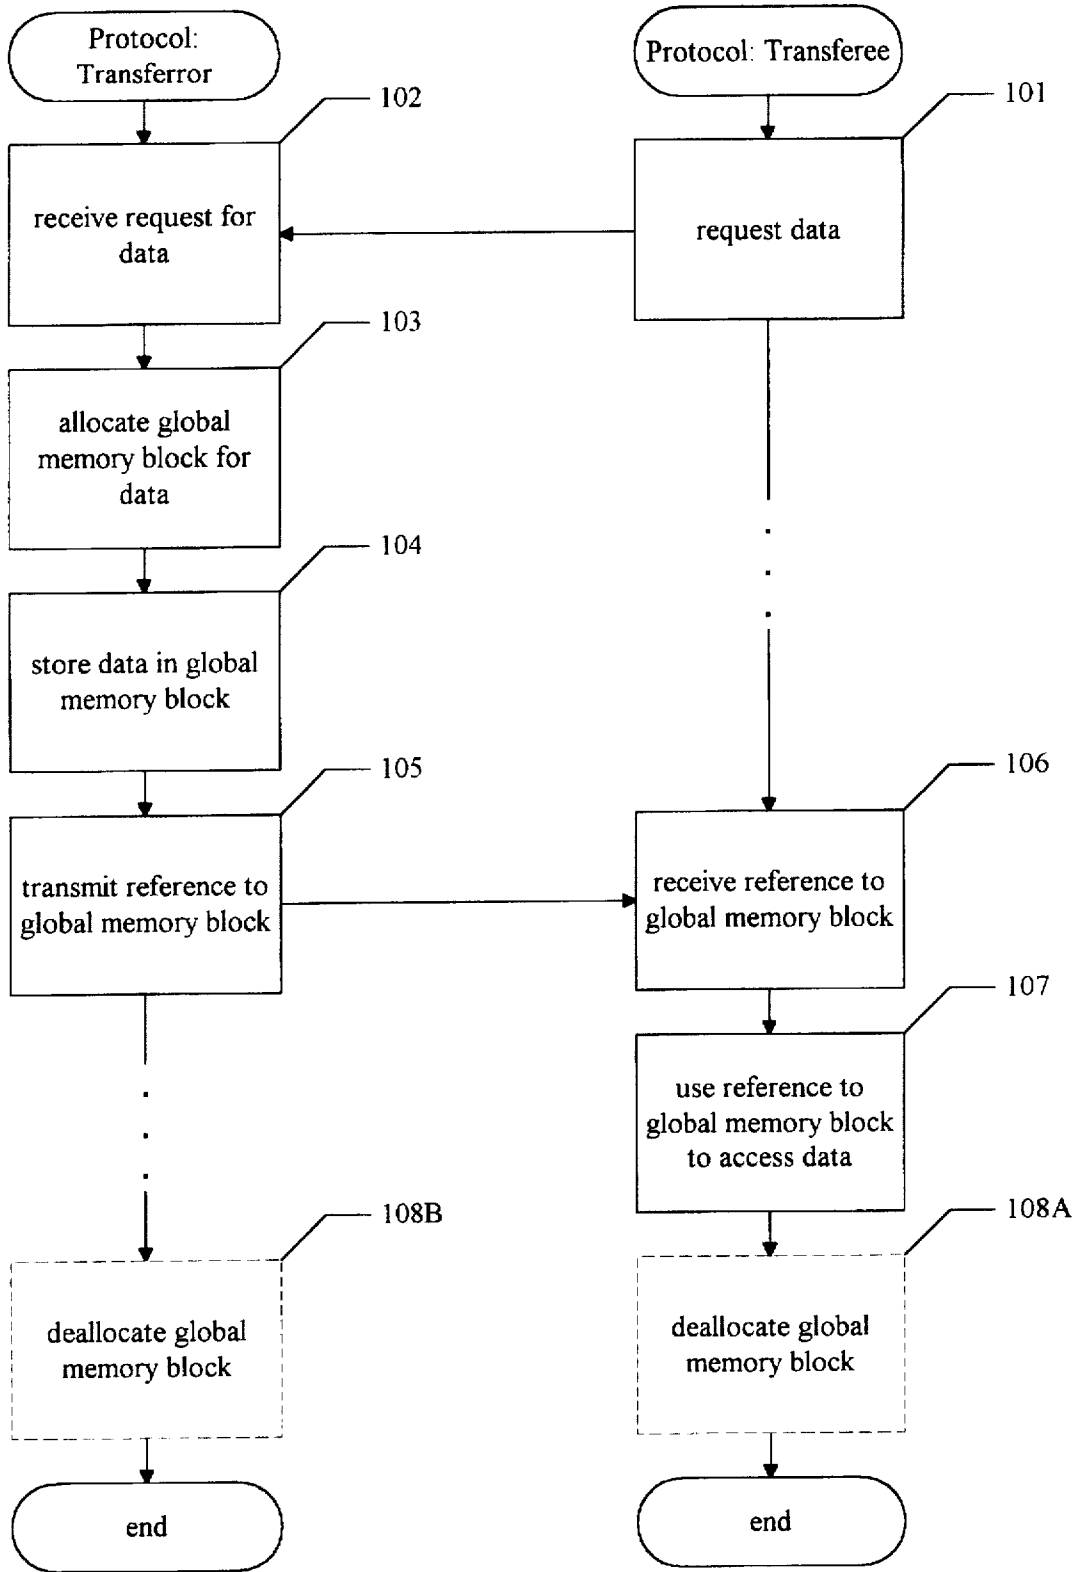 Protocol:
Transferror
Protocol: Transferee
102
101
receive request for
data
request data
103
allocate global
memory block for
data
104
store data in global
memory block
105
106
transmit reference to
global memory block
receive reference to
global memory block
107
use reference to
global memory block
to access data
108B
108A
deallocate global
memory block
deallocate global
memory block
end
end